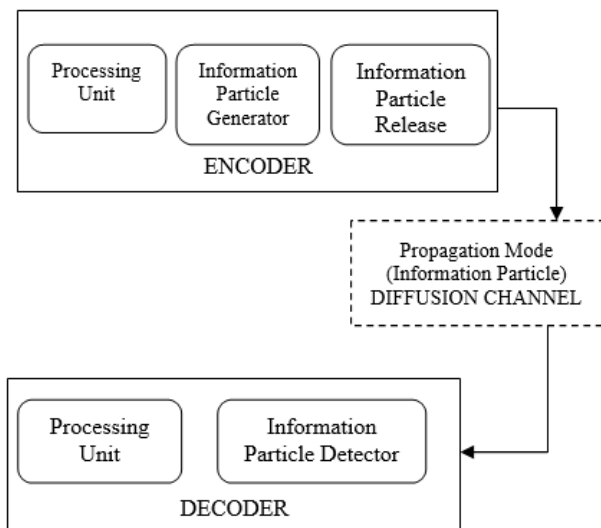 Processing
Unit
Information
Particle
Generator
Information
Particle
Release
ENCODER
Propagation Mode
(Information Particle)
DIFFUSION CHANNEL
Processing
Unit
Information
Particle Detector
DECODER